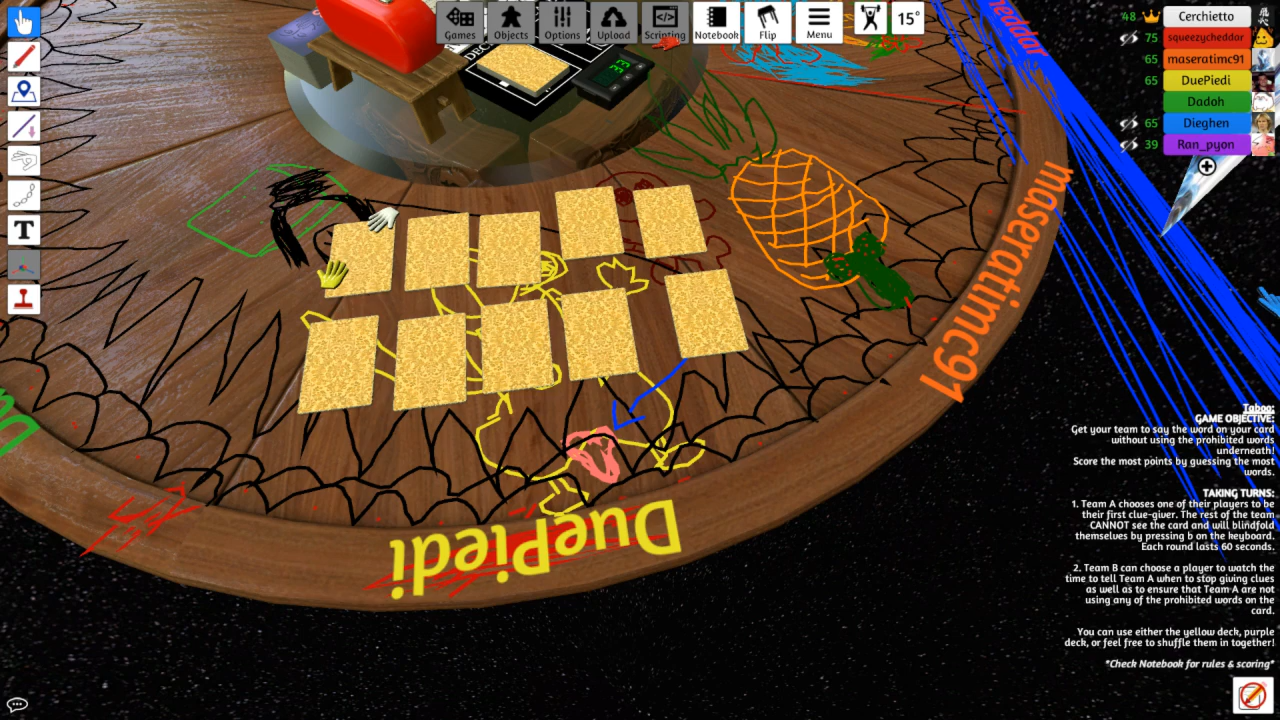 Games
Objects
Options
Upload
Scripting
Notebook
Flip
Menu
15°
48
Cerchietto
75
squeezycheddar
65
maseratimc91
65
DuePiedi
Dadoh
65
Dieghen
39
Ran_pyon
T
DEC
heddar
maseratimc91
DuePiedi
Taboo:
GAME OBJECTIVE:
Get your team to say the word on your card
without using the prohibited words
underneath!
Score the most points by guessing the most
words.
TAKING TURNS:
1. Team A chooses one of their players to be
their first clue-giver. The rest of the team
CANNOT see the card and will blindfold
themselves by pressing b on the keyboard.
Each round lasts 60 seconds.
2. Team B can choose a player to watch the
time to tell Team A when to stop giving clues
as well as to ensure that Team A are not
using any of the prohibited words on the
card.
You can use either the yellow deck, purple
deck, or feel free to shuffle them in together!
*Check Notebook for rules & scoring*